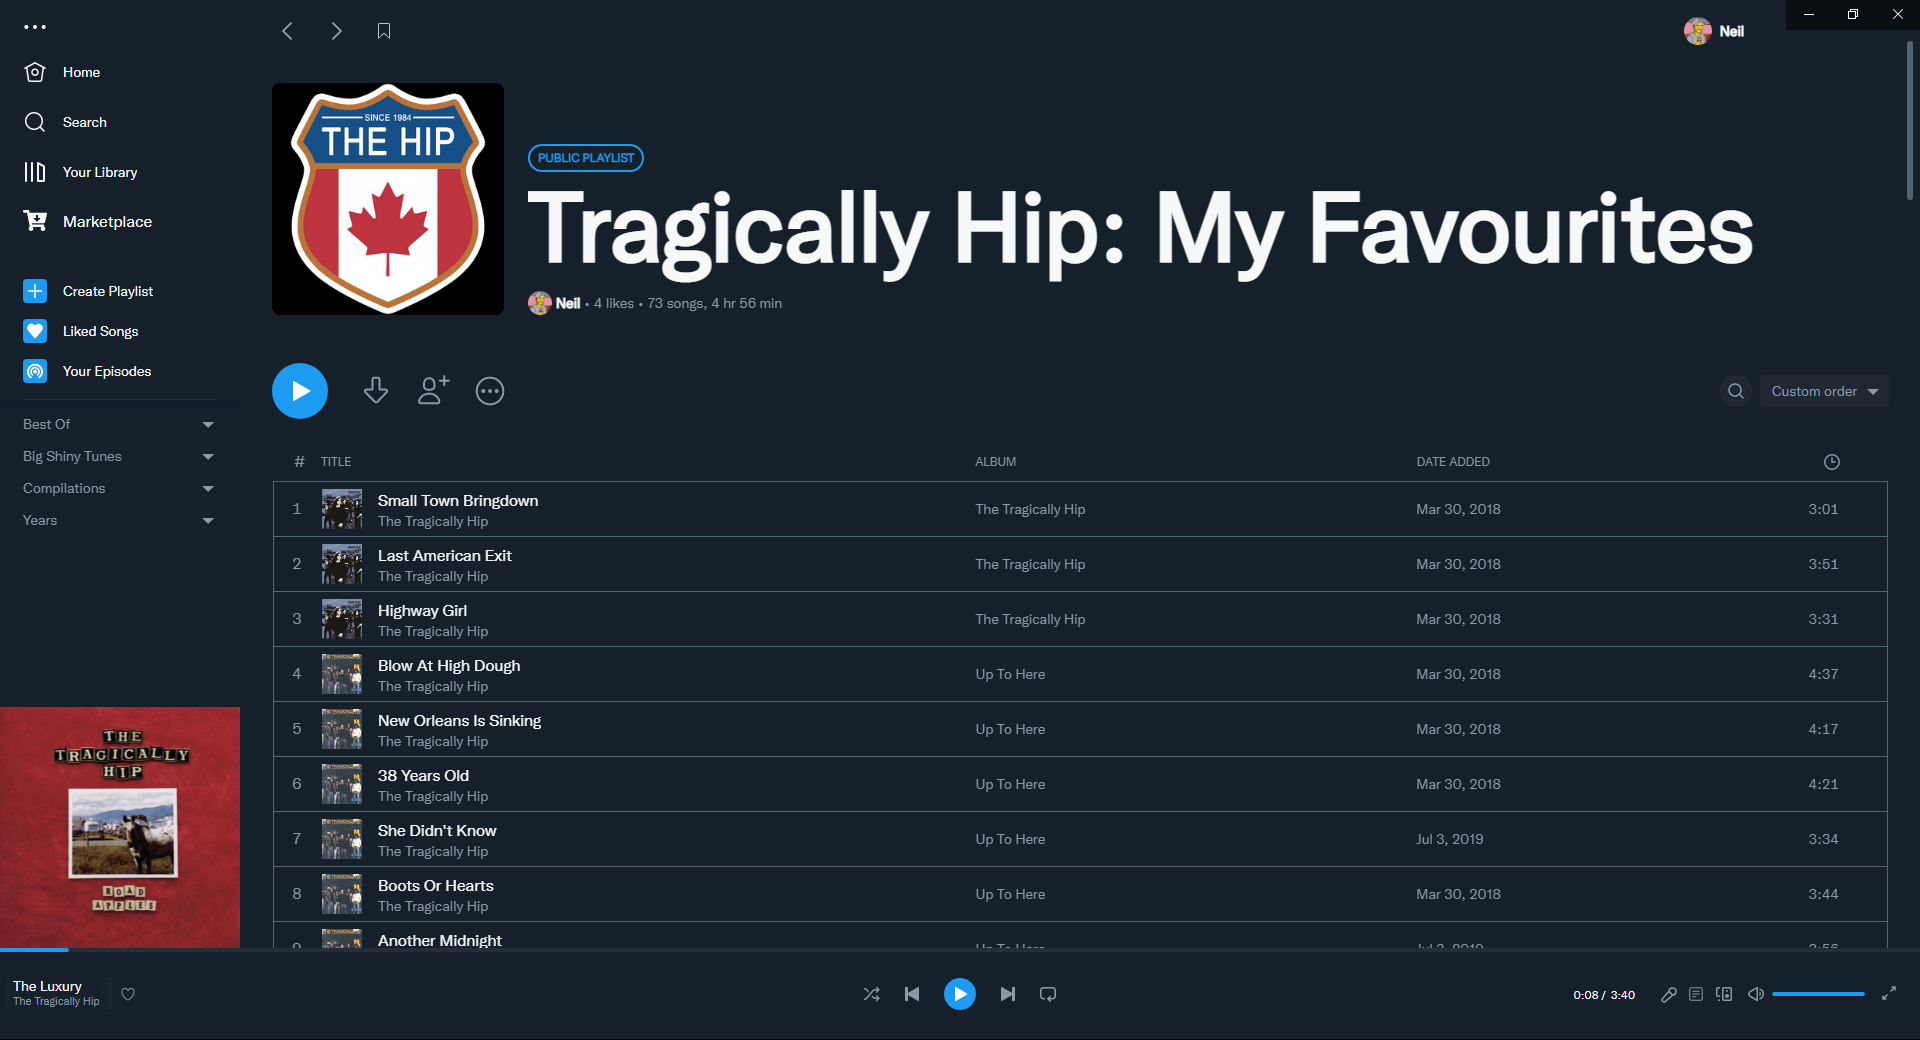 Neil
Home
Search
Your Library
Marketplace
Create Playlist
Liked Songs
Your Episodes
Best Of
Big Shiny Tunes
Compilations
Years
SINCE 1984
THE HIP
PUBLIC PLAYLIST
Tragically Hip: My Favourites
Neil • 4 likes • 73 songs, 4 hr 56 min
Custom order
# TITLE ALBUM DATE ADDED
1 Small Town Bringdown The Tragically Hip Mar 30, 2018 3:01
The Tragically Hip
2 Last American Exit The Tragically Hip Mar 30, 2018 3:51
The Tragically Hip
3 Highway Girl The Tragically Hip Mar 30, 2018 3:31
The Tragically Hip
4 Blow At High Dough Up To Here Mar 30, 2018 4:37
The Tragically Hip
5 New Orleans Is Sinking Up To Here Mar 30, 2018 4:17
The Tragically Hip
6 38 Years Old Up To Here Mar 30, 2018 4:21
The Tragically Hip
7 She Didn't Know Up To Here Jul 3, 2019 3:34
The Tragically Hip
8 Boots Or Hearts Up To Here Mar 30, 2018 3:44
The Tragically Hip
9 Another Midnight Up To Here Jul 3, 2019 3:56
THE
TRAGICALLY
HIP
ROAD
APPLES
The Luxury
The Tragically Hip
0:08 / 3:40